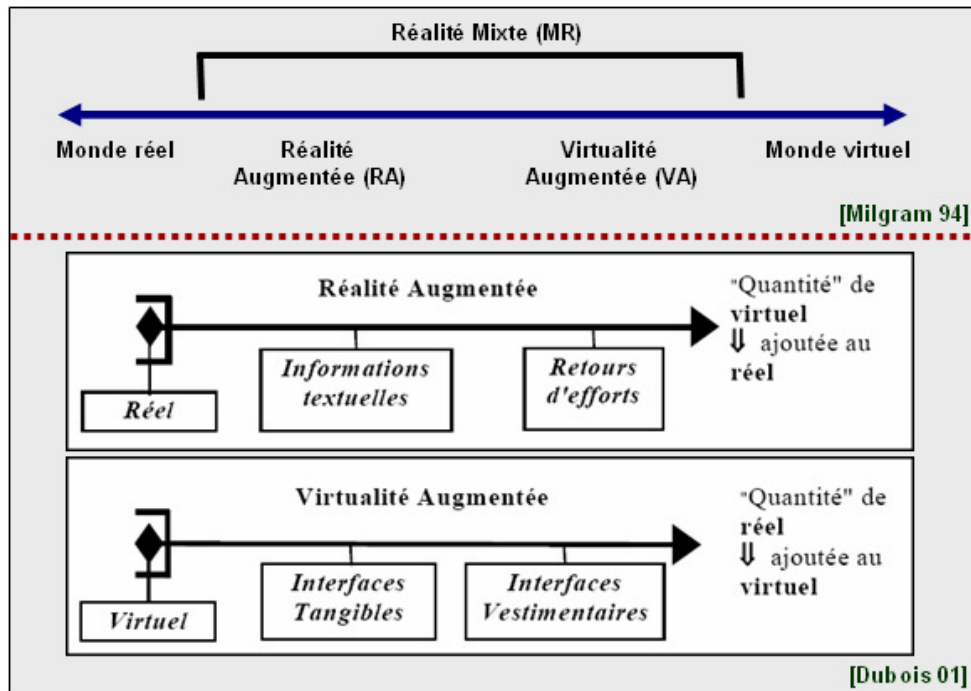 Réalité Mixte (MR)
Monde réel
Réalité
Augmentée (RA)
Virtualité
Augmentée (VA)
Monde virtuel
[Milgram 94]
Réalité Augmentée
Réel
Informations
textuelles
Retours
d'efforts
"Quantité" de
virtuel
⇓ ajoutée au
réel
Virtualité Augmentée
Virtuel
Interfaces
Tangibles
Interfaces
Vestimentaires
"Quantité" de
réel
⇓ ajoutée au
virtuel
[Dubois 01]